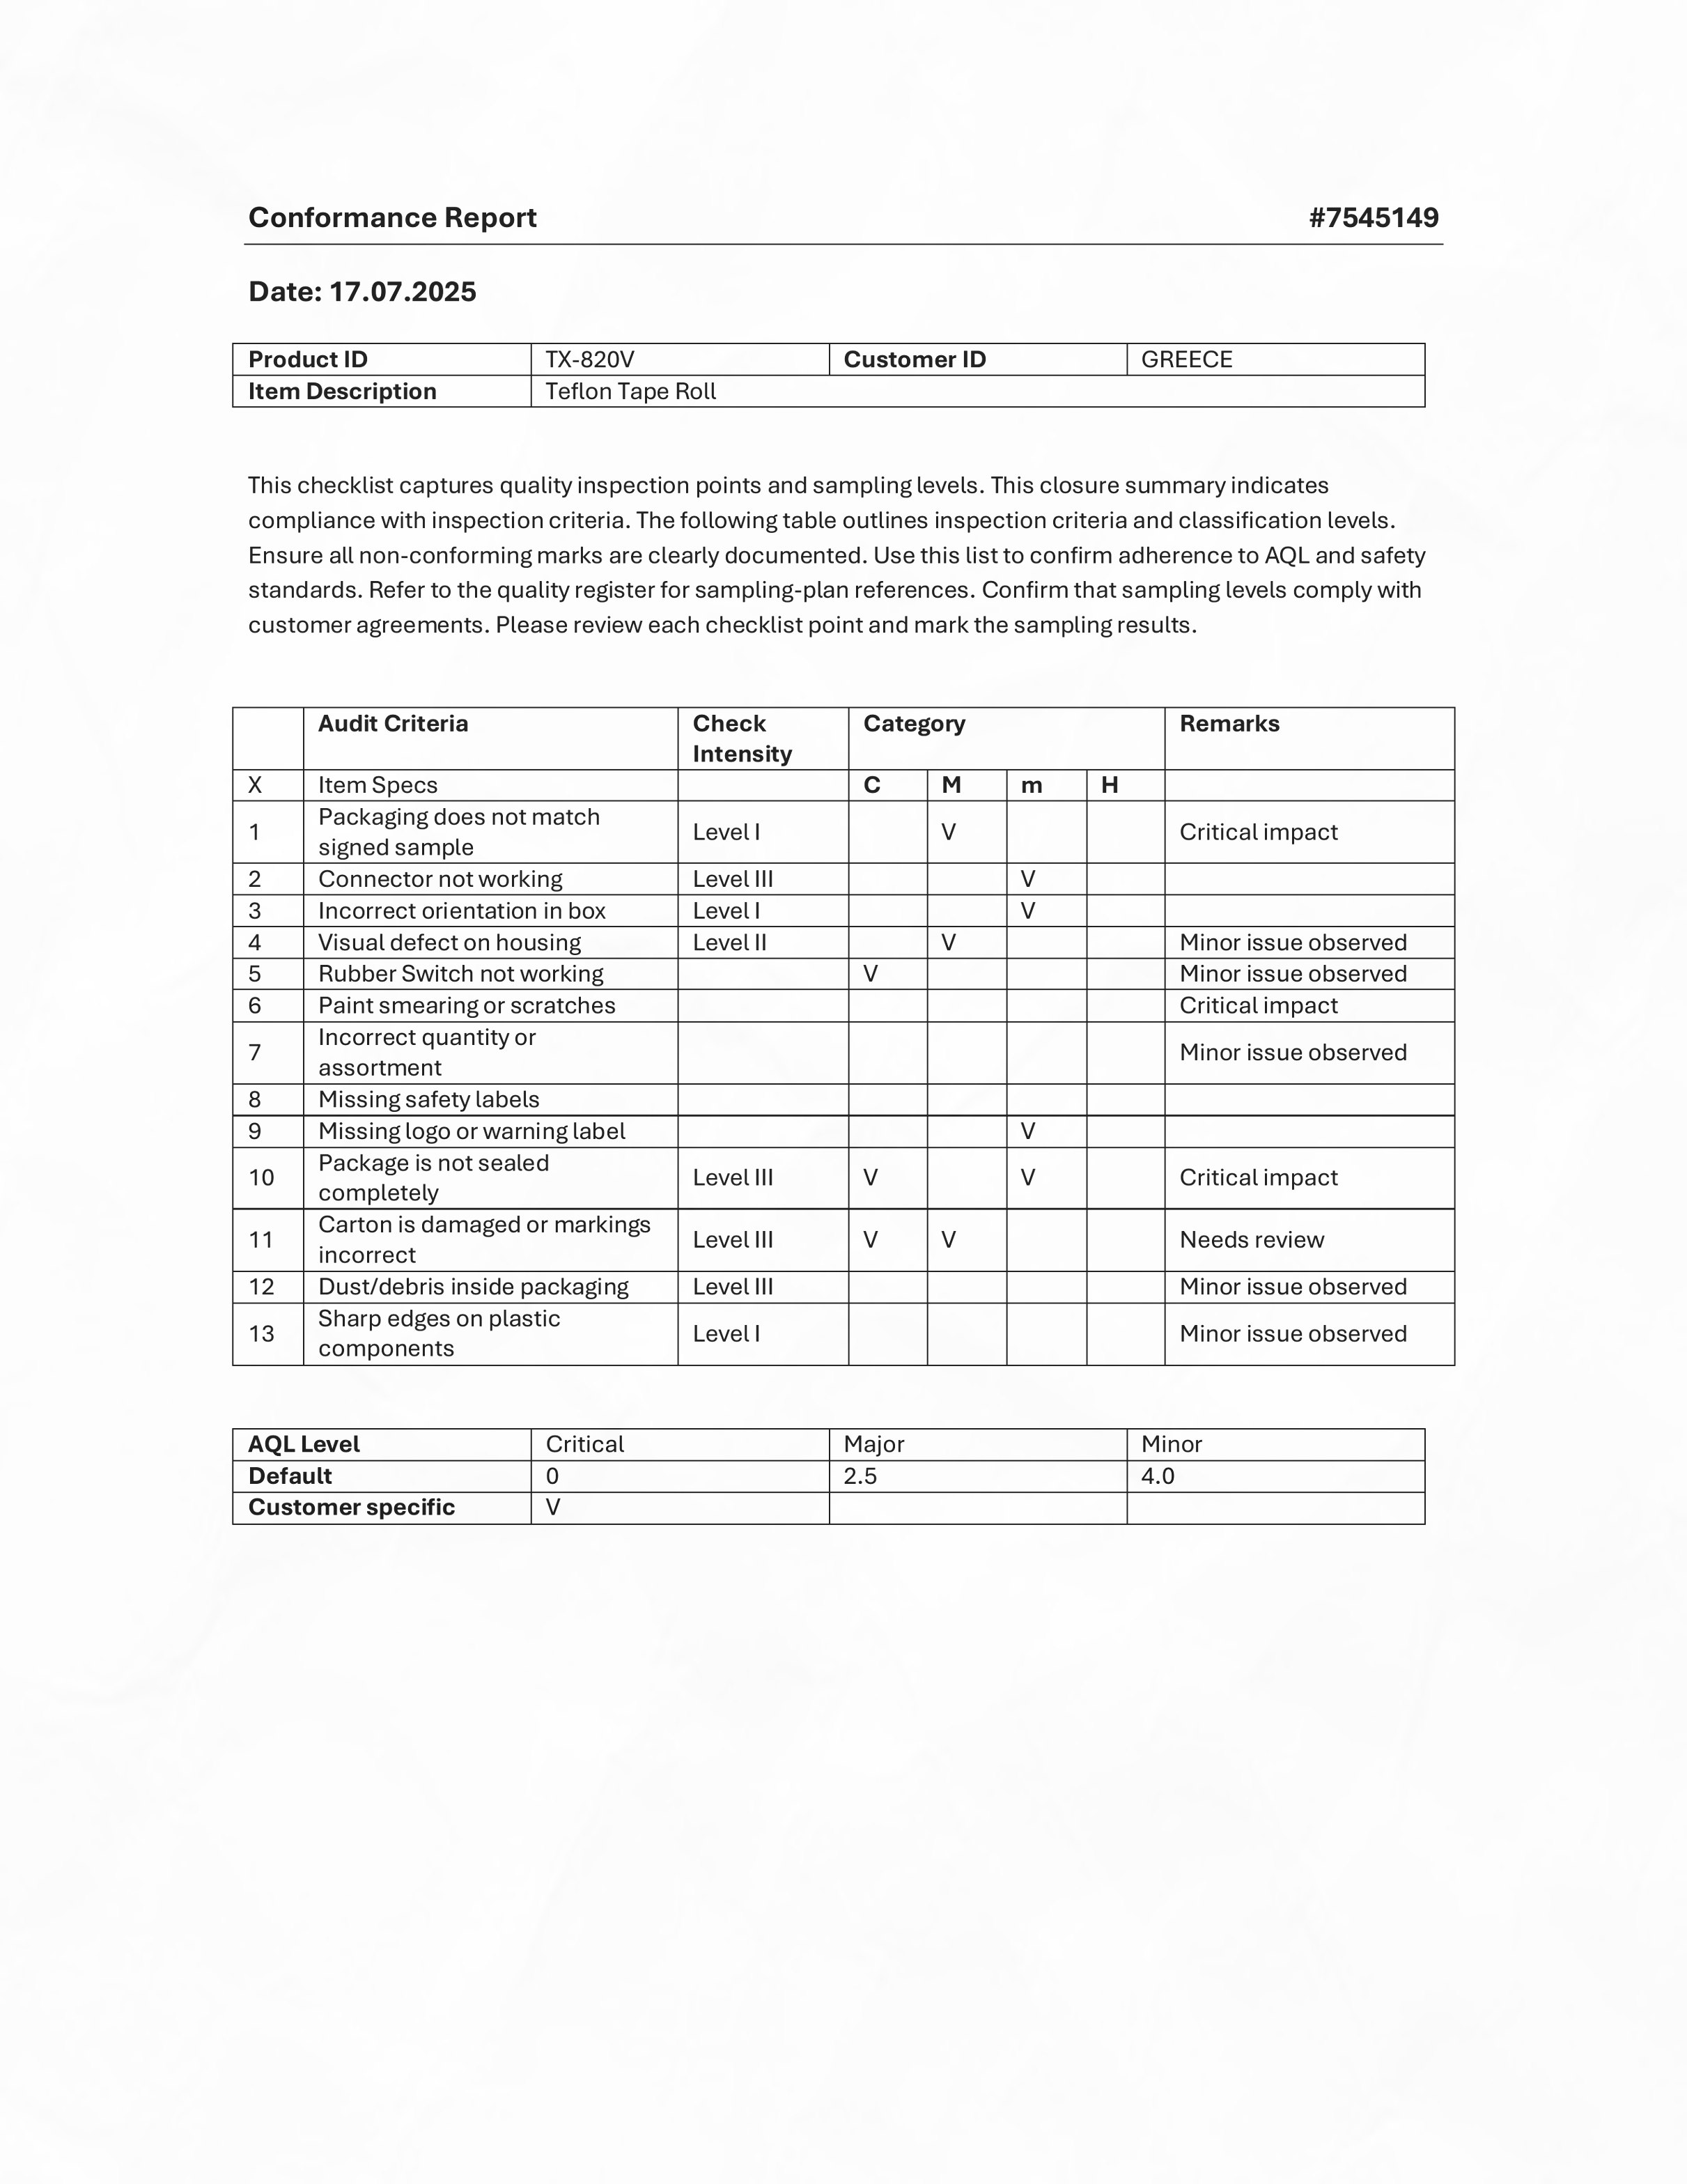 Conformance Report #7545149
Date: 17.07.2025
Product ID TX-820V Customer ID GREECE
Item Description Teflon Tape Roll
This checklist captures quality inspection points and sampling levels. This closure summary indicates
compliance with inspection criteria. The following table outlines inspection criteria and classification levels.
Ensure all non-conforming marks are clearly documented. Use this list to confirm adherence to AQL and safety
standards. Refer to the quality register for sampling-plan references. Confirm that sampling levels comply with
customer agreements. Please review each checklist point and mark the sampling results.
Audit Criteria Check Intensity Category Remarks
X Item Specs C M m H
1 Packaging does not match signed sample Level I V Critical impact
2 Connector not working Level III V
3 Incorrect orientation in box Level I V
4 Visual defect on housing Level II V Minor issue observed
5 Rubber Switch not working V Minor issue observed
6 Paint smearing or scratches Critical impact
7 Incorrect quantity or assortment Minor issue observed
8 Missing safety labels
9 Missing logo or warning label V
10 Package is not sealed completely Level III V V Critical impact
11 Carton is damaged or markings incorrect Level III V V Needs review
12 Dust/debris inside packaging Level III Minor issue observed
13 Sharp edges on plastic components Level I Minor issue observed
AQL Level Critical Major Minor
Default 0 2.5 4.0
Customer specific V